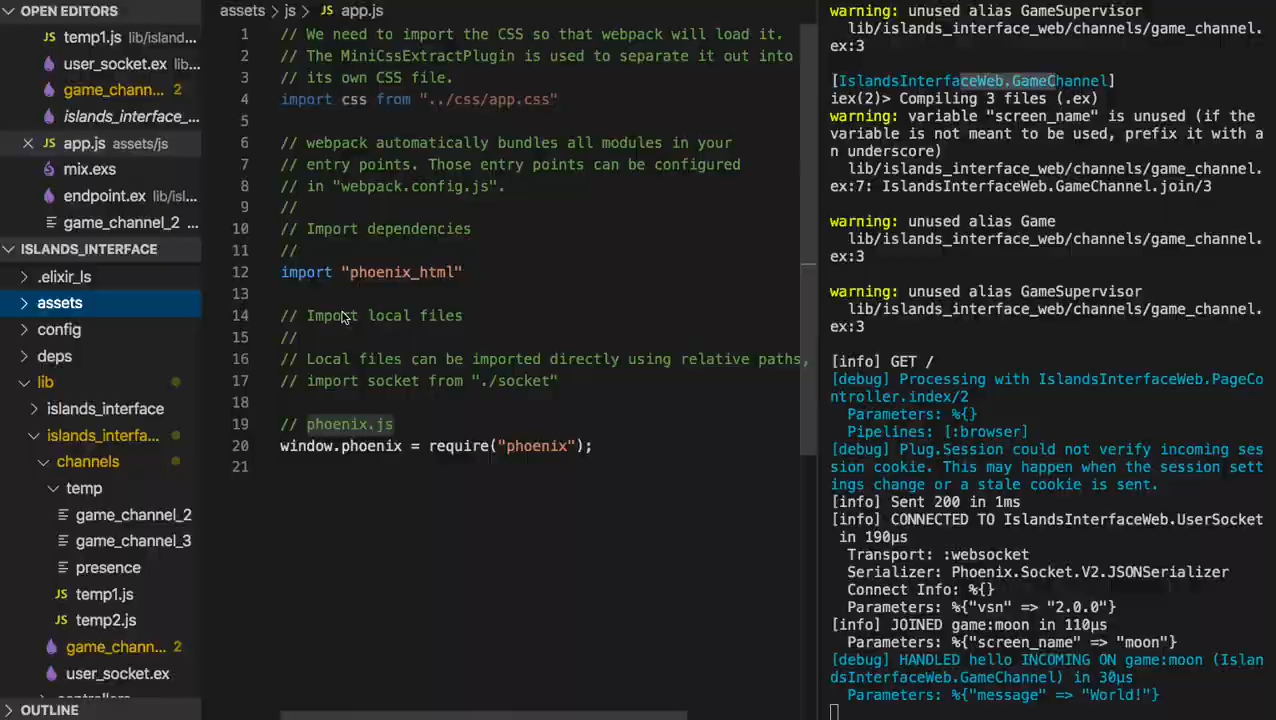 OPEN EDITORS
JS temp1.js lib/island...
user_socket.ex lib...
game_chann... 2
islands_interface_...
app.js assets/js
mix.exs
endpoint.ex lib/isl...
game_channel_2 ...
ISLANDS_INTERFACE
.elixir_ls
assets
config
deps
lib
islands_interface
islands_interfa...
channels
temp
game_channel_2
game_channel_3
presence
JS temp1.js
JS temp2.js
game_chann... 2
user_socket.ex
OUTLINE
assets > js > JS app.js
1 // We need to import the CSS so that webpack will load it.
2 // The MiniCssExtractPlugin is used to separate it out into
3 // its own CSS file.
4 import css from "../css/app.css"
5
6 // webpack automatically bundles all modules in your
7 // entry points. Those entry points can be configured
8 // in "webpack.config.js".
9 //
10 // Import dependencies
11 //
12 import "phoenix_html"
13
14 // Import local files
15 //
16 // Local files can be imported directly using relative paths,
17 // import socket from "./socket"
18
19 // phoenix.js
20 window.phoenix = require("phoenix");
21
warning: unused alias GameSupervisor
lib/islands_interface_web/channels/game_channel.
ex:3
[IslandsInterfaceWeb.GameChannel]
iex(2)> Compiling 3 files (.ex)
warning: variable "screen_name" is unused (if the
variable is not meant to be used, prefix it with a
n underscore)
lib/islands_interface_web/channels/game_channel.
ex:7: IslandsInterfaceWeb.GameChannel.join/3
warning: unused alias Game
lib/islands_interface_web/channels/game_channel.
ex:3
warning: unused alias GameSupervisor
lib/islands_interface_web/channels/game_channel.
ex:3
[info] GET /
[debug] Processing with IslandsInterfaceWeb.PageCo
ntroller.index/2
Parameters: %{}
Pipelines: [:browser]
[debug] Plug.Session could not verify incoming ses
sion cookie. This may happen when the session sett
ings change or a stale cookie is sent.
[info] Sent 200 in 1ms
[info] CONNECTED TO IslandsInterfaceWeb.UserSocket
in 190µs
Transport: :websocket
Serializer: Phoenix.Socket.V2.JSONSerializer
Connect Info: %{}
Parameters: %{"vsn" => "2.0.0"}
[info] JOINED game:moon in 110µs
Parameters: %{"screen_name" => "moon"}
[debug] HANDLED hello INCOMING ON game:moon (Islan
dsInterfaceWeb.GameChannel) in 30µs
Parameters: %{"message" => "World!"}